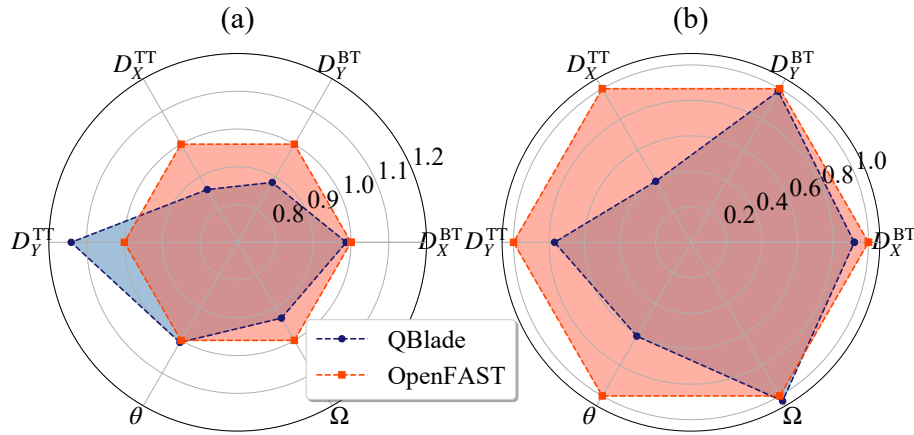 (a)
(b)
D_X^TT
D_Y^BT
D_Y^TT
D_X^BT
θ
Ω
0.8
0.9
1.0
1.1
1.2
D_X^TT
D_Y^BT
D_Y^TT
D_X^BT
θ
Ω
0.2
0.4
0.6
0.8
1.0
QBlade
OpenFAST